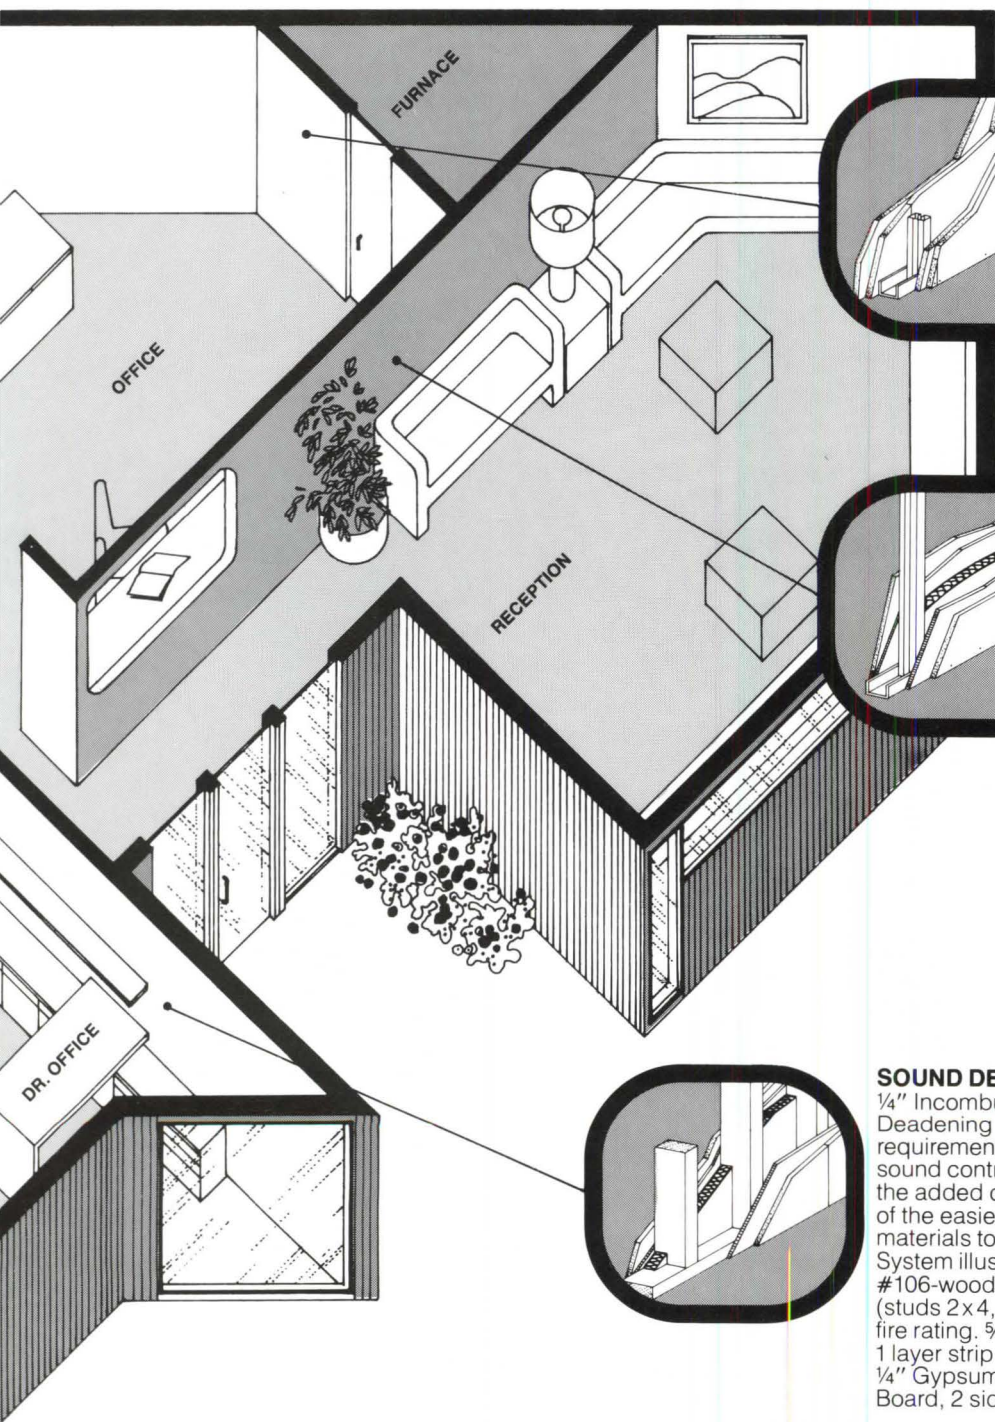 FURNACE
OFFICE
RECEPTION
DR. OFFICE
SOUND DE
¼" Incombu
Deadening
requiremen
sound contr
the added c
of the easie
materials to
System illus
#106-wood
(studs 2x4,
fire rating. ⅝
1 layer strip
¼" Gypsum
Board, 2 sid